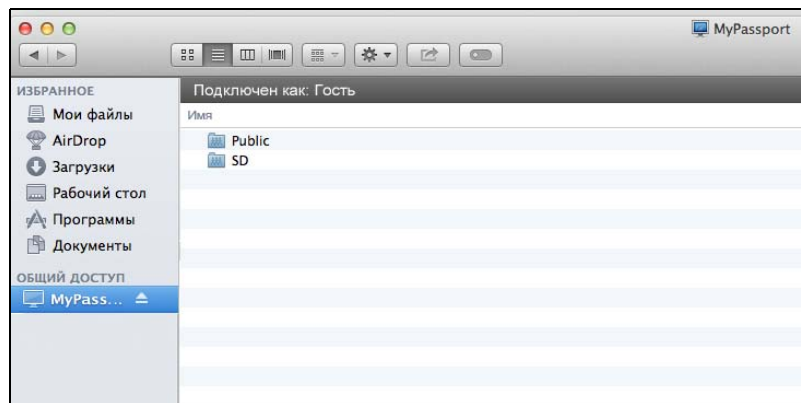 MyPassport
ИЗБРАННОЕ
Мои файлы
AirDrop
Загрузки
Рабочий стол
Программы
Документы
ОБЩИЙ ДОСТУП
MyPass...
Подключен как: Гость
Имя
Public
SD